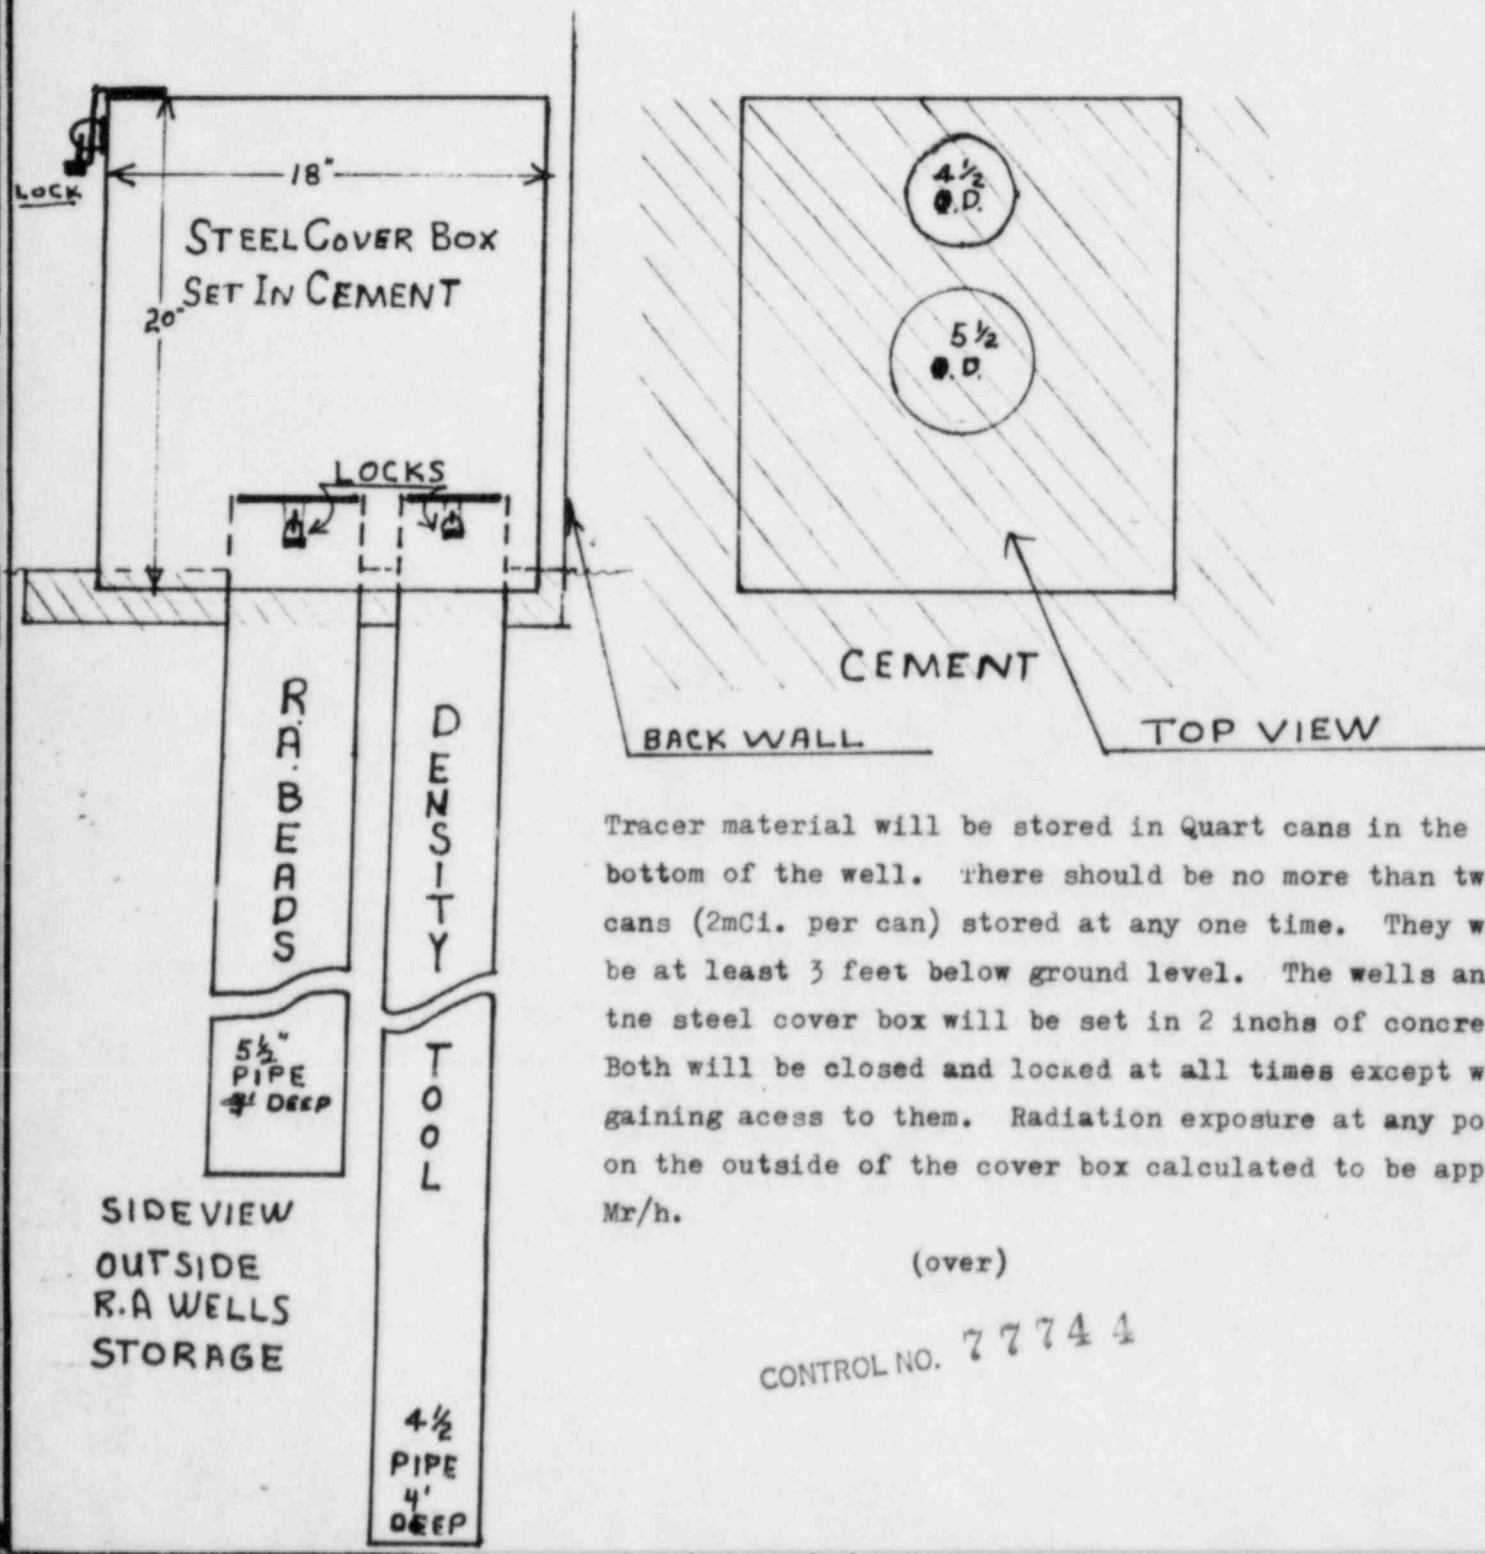 LOCK
18"
STEEL COVER BOX
SET IN CEMENT
20"
LOCKS
R.A. BEADS
DENSITY TOOL
5½"
PIPE
DEEP
4½
PIPE
4'
DEEP
SIDEVIEW
OUTSIDE
R.A WELLS
STORAGE
4½
O.D.
5½
O.D.
CEMENT
BACK WALL
TOP VIEW
Tracer material will be stored in Quart cans in the
bottom of the well. There should be no more than tw
cans (2mCi. per can) stored at any one time. They w
be at least 3 feet below ground level. The wells an
tne steel cover box will be set in 2 inchs of concre
Both will be closed and locked at all times except w
gaining acess to them. Radiation exposure at any po
on the outside of the cover box calculated to be app
Mr/h.
(over)
CONTROL NO. 77744